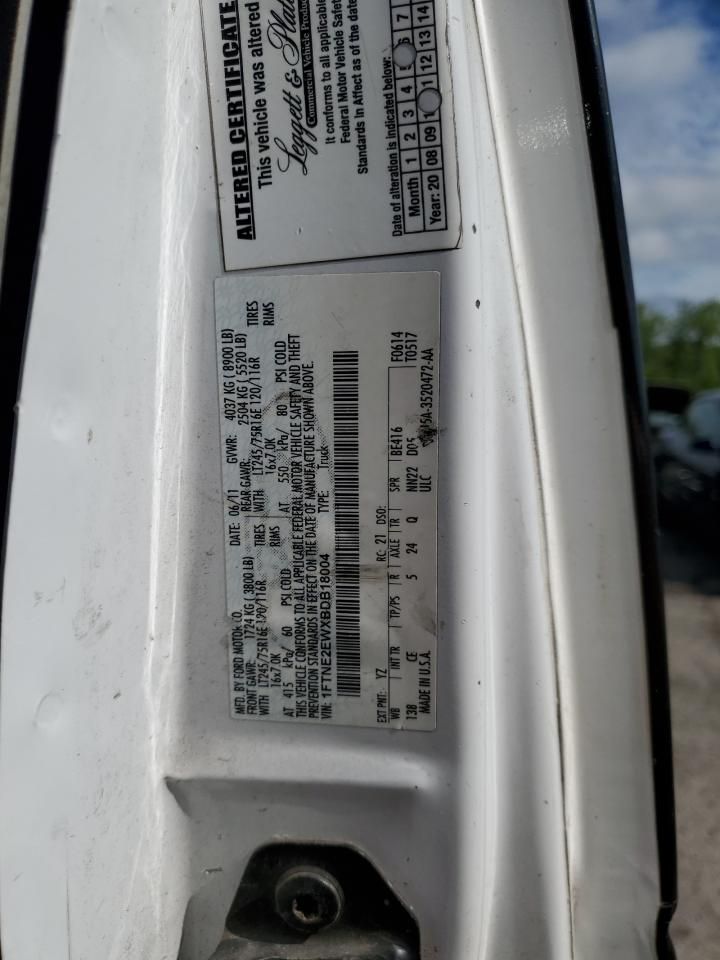 ALTERED CERTIFICATE
This vehicle was altered
Leggett & Platt
Commercial Vehicle Produc
It conforms to all applicable
Federal Motor Vehicle Safe
Standards In Affect as of the date
Date of alteration is indicated below:
Month 1 2 3 4 5 6 7
Year: 20 08 09 1 1 12 13 14
MFD. BY FORD MOTOR CO.
DATE: 06/11 GVWR: 4037 KG ( 8900 LB)
FRONT GAWR: 1724 KG ( 3800 LB) REAR GAWR: 2504 KG ( 5520 LB)
WITH LT245/75R16E 120/116R TIRES WITH LT245/75R16E 120/116R TIRES
16x7.0K RIMS 16x7.0K RIMS
AT 415 kPa/ 60 PSI COLD AT 550 kPa/ 80 PSI COLD
THIS VEHICLE CONFORMS TO ALL APPLICABLE FEDERAL MOTOR VEHICLE SAFETY AND THEFT
PREVENTION STANDARDS IN EFFECT ON THE DATE OF MANUFACTURE SHOWN ABOVE.
VIN: 1FTNE2EWXBDB18004 TYPE: Truck
EXT PNT: YZ RC: 21 DSO: BE416 F0614
WB INT TR TP/PS R AXLE TR SPR T0517
138 CE 5 24 Q NN22 D05
MADE IN U.S.A. ULC 5A-3520472-AA